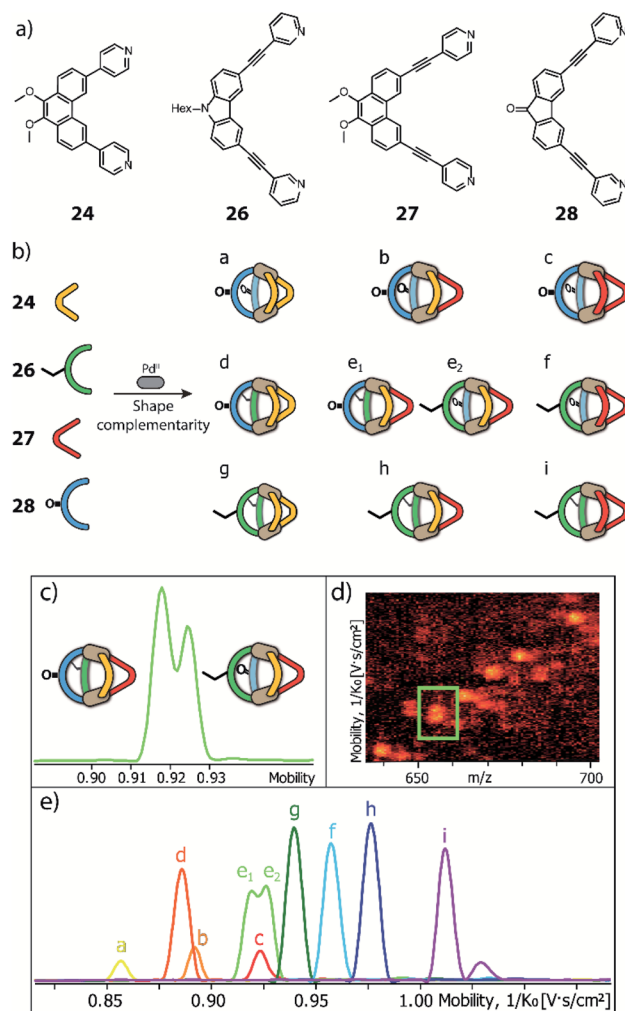 a)
N
O
O
N
24
N
Hex–N
N
26
N
O
O
N
27
N
O
N
28
b)
24
26
27
28
O
Pd^II
Shape
complementarity
a
b
c
O
O
O
O
O
O
d
e₁
e₂
f
O
O
O
O
g
h
i
c)
O
O
0.90 0.91 0.92 0.93 Mobility
d)
Mobility, 1/K₀ [V·s/cm²]
650 m/z 700
e)
a
d
b
e₁
e₂
c
g
f
h
i
0.85 0.90 0.95 1.00 Mobility, 1/K₀ [V·s/cm²]